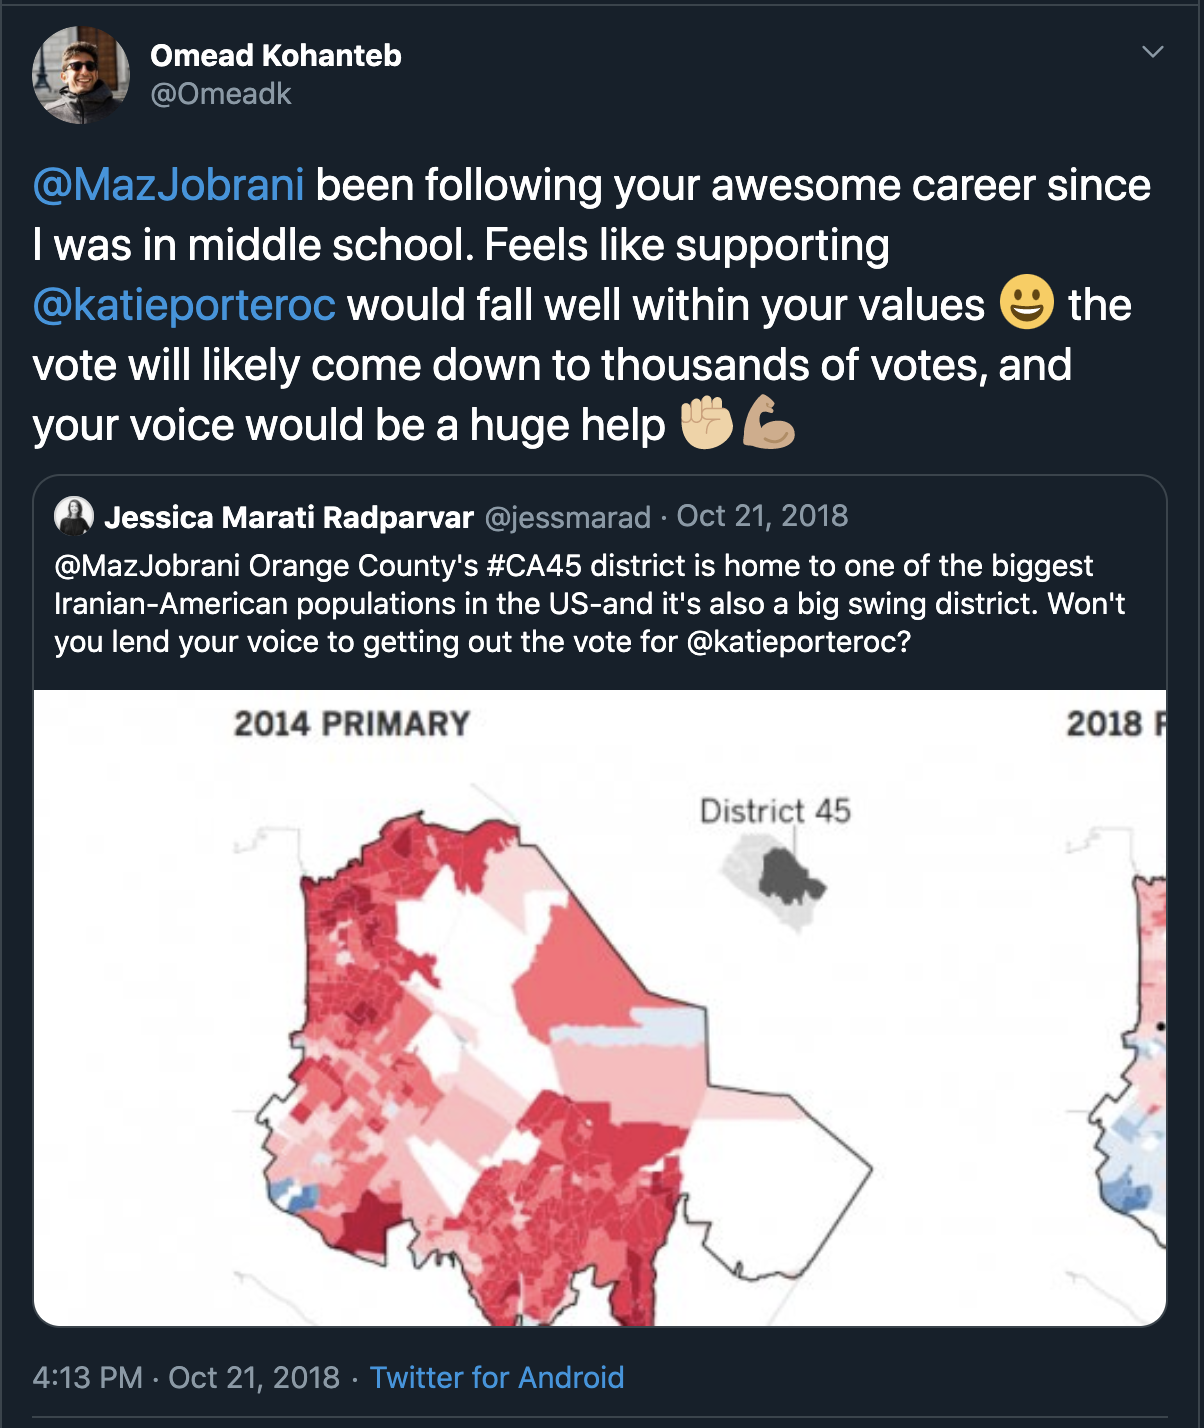 Omead Kohanteb
@Omeadk
@MazJobrani been following your awesome career since
I was in middle school. Feels like supporting
@katieporteroc would fall well within your values 😀 the
vote will likely come down to thousands of votes, and
your voice would be a huge help ✊🏼💪🏽
Jessica Marati Radparvar @jessmarad · Oct 21, 2018
@MazJobrani Orange County's #CA45 district is home to one of the biggest
Iranian-American populations in the US-and it's also a big swing district. Won't
you lend your voice to getting out the vote for @katieporteroc?
2014 PRIMARY
2018
District 45
4:13 PM · Oct 21, 2018 · Twitter for Android